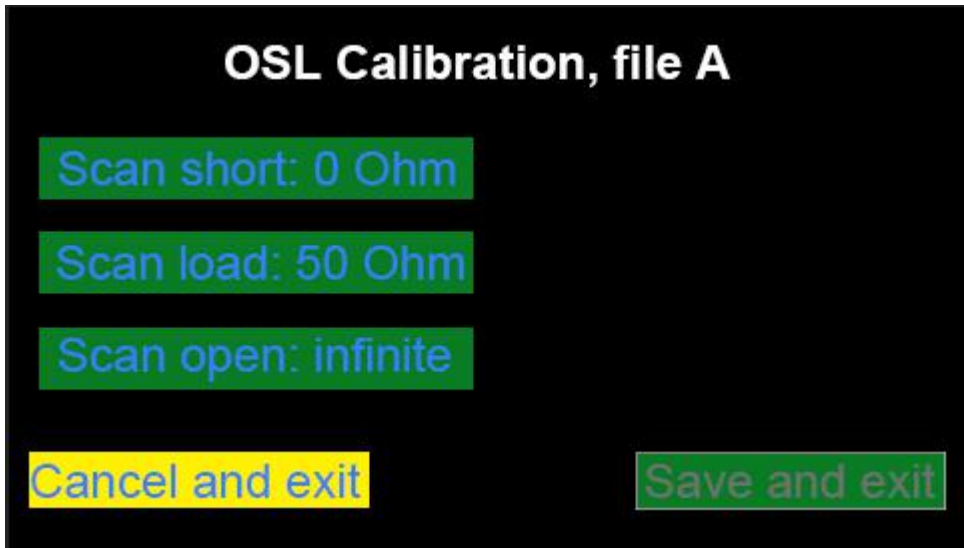 OSL Calibration, file A
Scan short: 0 Ohm
Scan load: 50 Ohm
Scan open: infinite
Cancel and exit
Save and exit